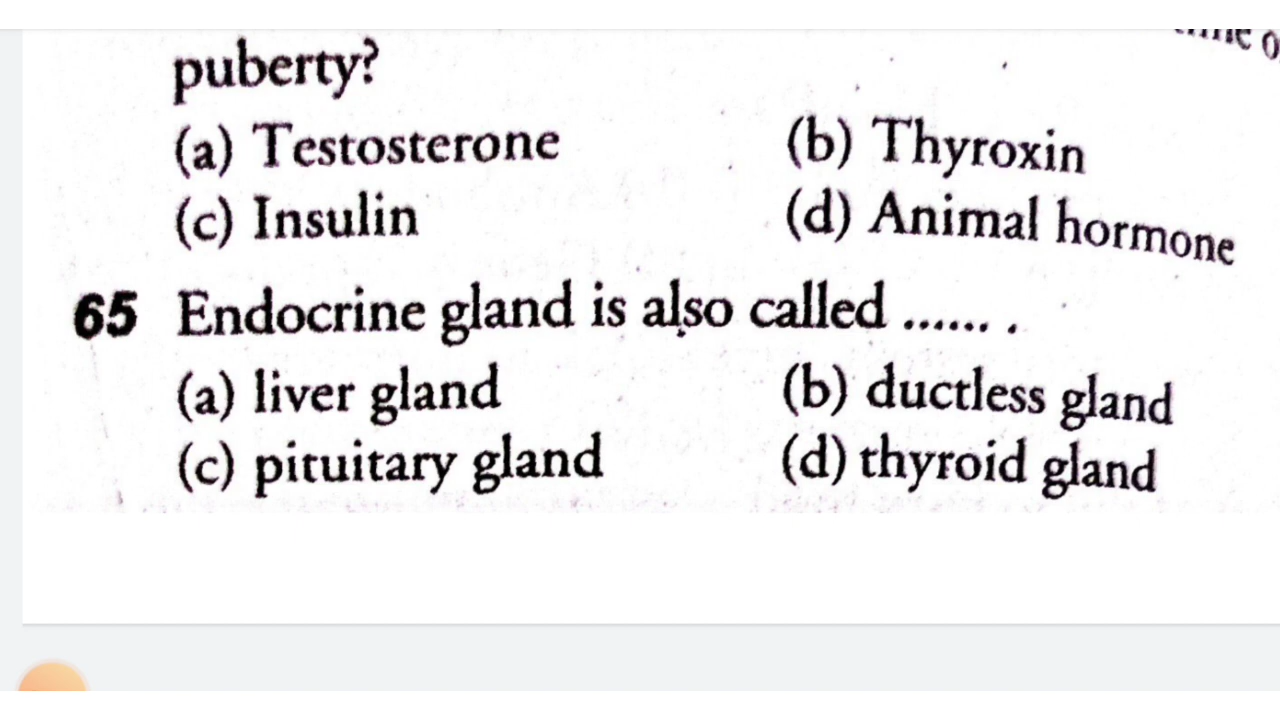 puberty?
(a) Testosterone (b) Thyroxin
(c) Insulin (d) Animal hormone
65 Endocrine gland is also called ...... .
(a) liver gland (b) ductless gland
(c) pituitary gland (d) thyroid gland